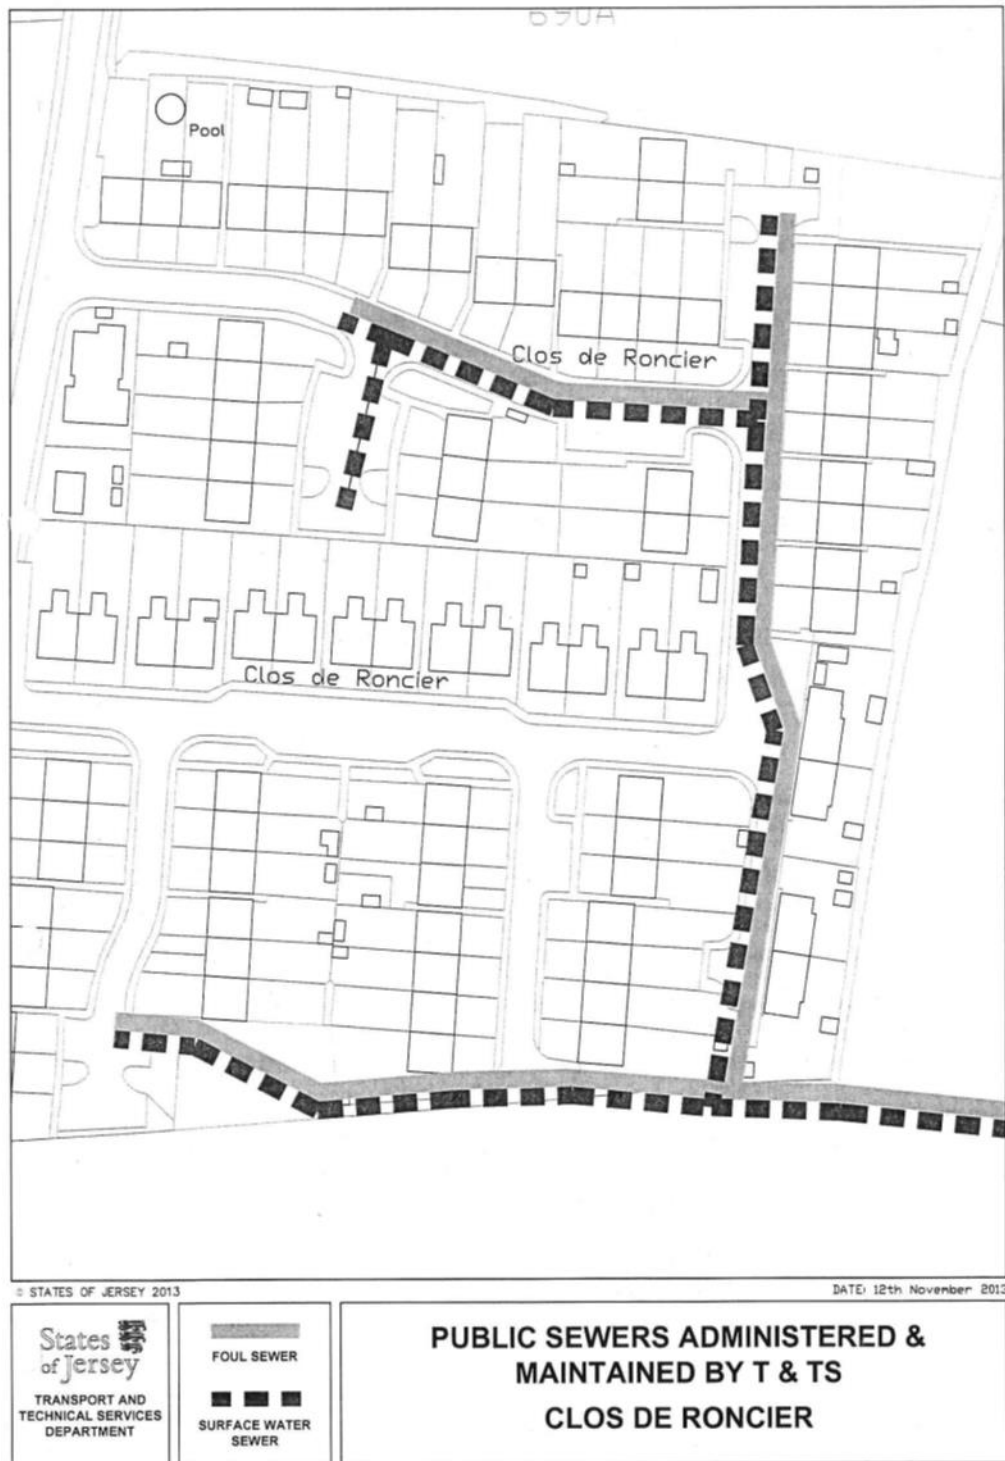 Pool
Clos de Roncier
Clos de Roncier
© STATES OF JERSEY 2013
DATE: 12th November 2013
States
of Jersey
TRANSPORT AND
TECHNICAL SERVICES
DEPARTMENT
FOUL SEWER
SURFACE WATER
SEWER
PUBLIC SEWERS ADMINISTERED &
MAINTAINED BY T & TS
CLOS DE RONCIER